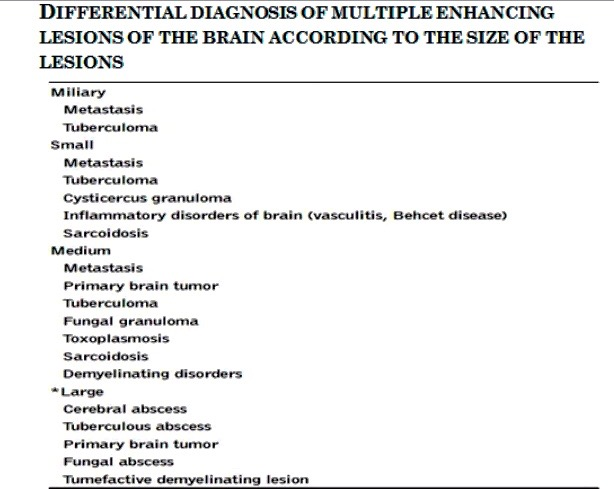 DIFFERENTIAL DIAGNOSIS OF MULTIPLE ENHANCING
LESIONS OF THE BRAIN ACCORDING TO THE SIZE OF THE
LESIONS
Miliary
Metastasis
Tuberculoma
Small
Metastasis
Tuberculoma
Cysticercus granuloma
Inflammatory disorders of brain (vasculitis, Behcet disease)
Sarcoidosis
Medium
Metastasis
Primary brain tumor
Tuberculoma
Fungal granuloma
Toxoplasmosis
Sarcoidosis
Demyelinating disorders
*Large
Cerebral abscess
Tuberculous abscess
Primary brain tumor
Fungal abscess
Tumefactive demyelinating lesion